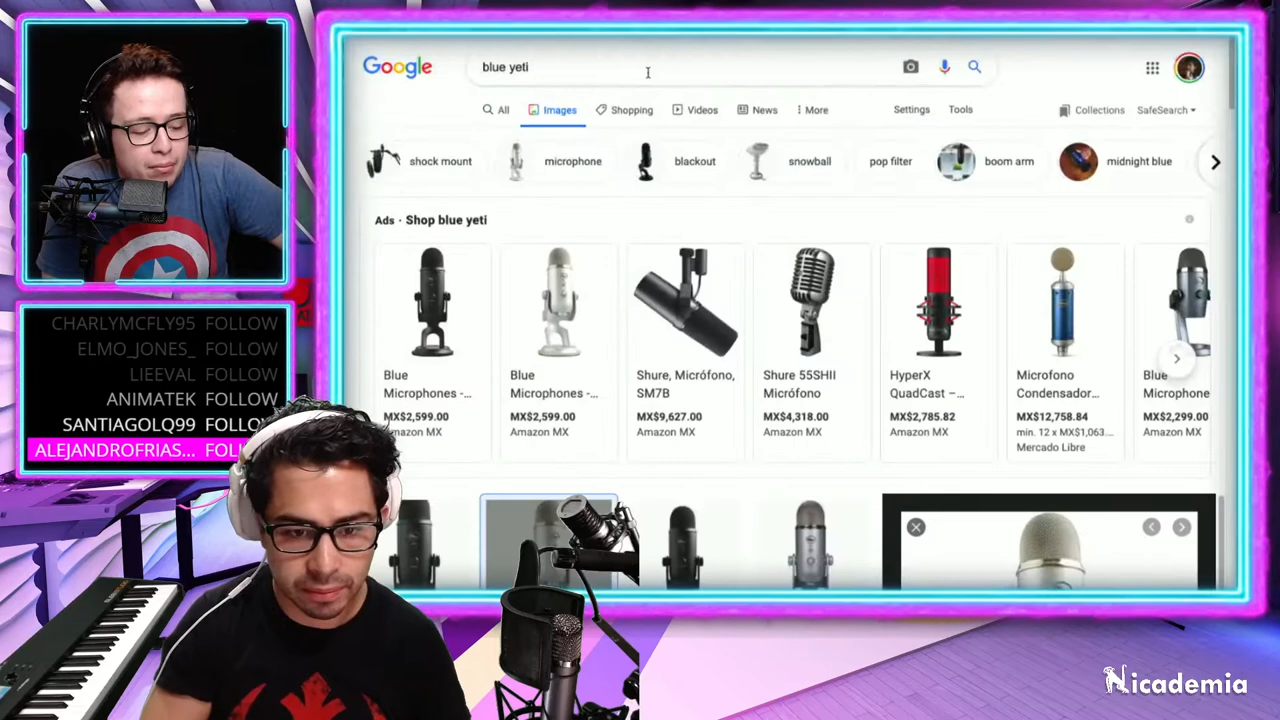 Google
blue yeti
All
Images
Shopping
Videos
News
More
Settings
Tools
Collections
SafeSearch
shock mount
microphone
blackout
snowball
pop filter
boom arm
midnight blue
Ads · Shop blue yeti
Blue
Microphones -...
MX$2,599.00
Amazon MX
Blue
Microphones -...
MX$2,599.00
Amazon MX
Shure, Micrófono,
SM7B
MX$9,627.00
Amazon MX
Shure 55SHII
Micrófono
MX$4,318.00
Amazon MX
HyperX
QuadCast –...
MX$2,785.82
Amazon MX
Microfono
Condensador...
MX$12,758.84
min. 12 x MX$1,063....
Mercado Libre
Blue
Microphone
MX$2,299.00
Amazon MX
CHARLYMCFLY95 FOLLOW
ELMO_JONES_ FOLLOW
LIEEVAL FOLLOW
ANIMATEK FOLLOW
SANTIAGOLQ99 FOLLOW
ALEJANDROFRIAS... FOL
Nicademia